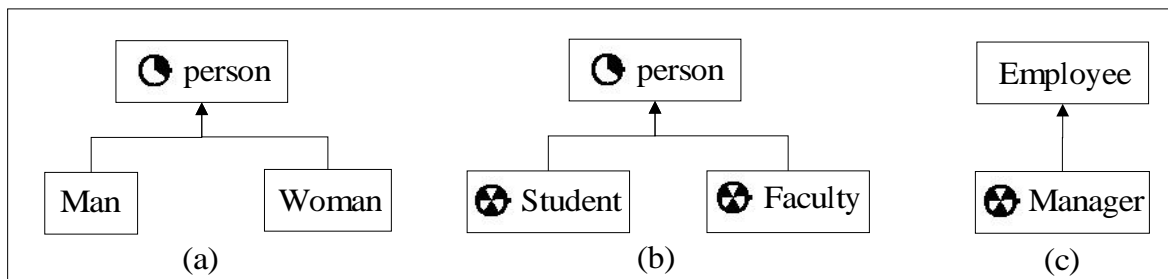 person
Man
Woman
(a)
person
Student
Faculty
(b)
Employee
Manager
(c)